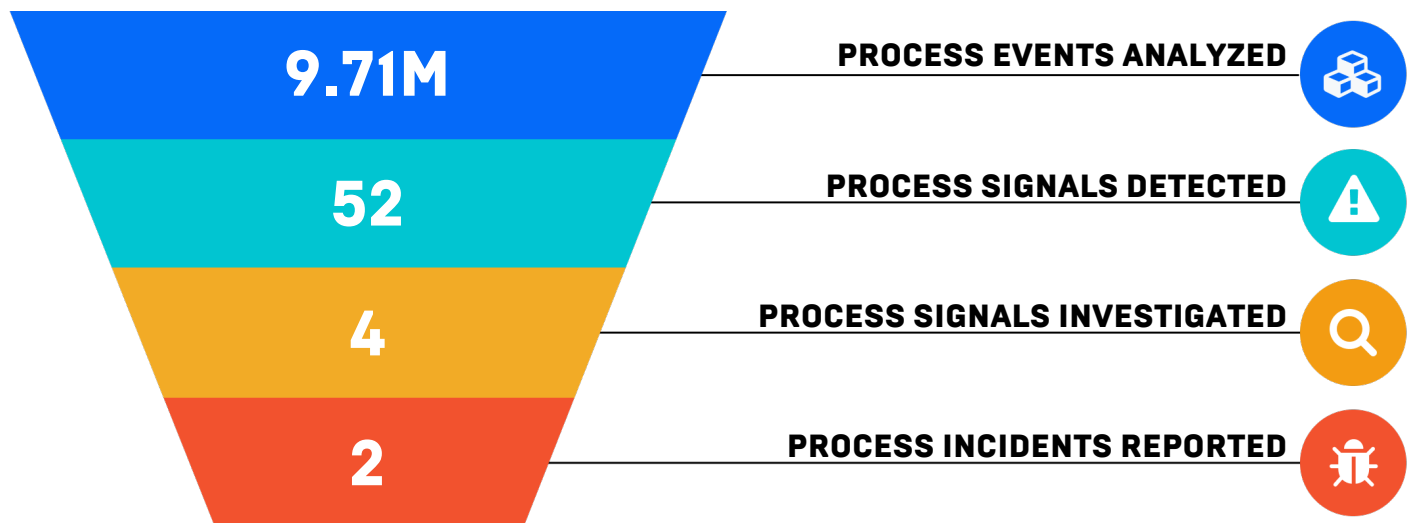 9.71M
PROCESS EVENTS ANALYZED
52
PROCESS SIGNALS DETECTED
4
PROCESS SIGNALS INVESTIGATED
2
PROCESS INCIDENTS REPORTED